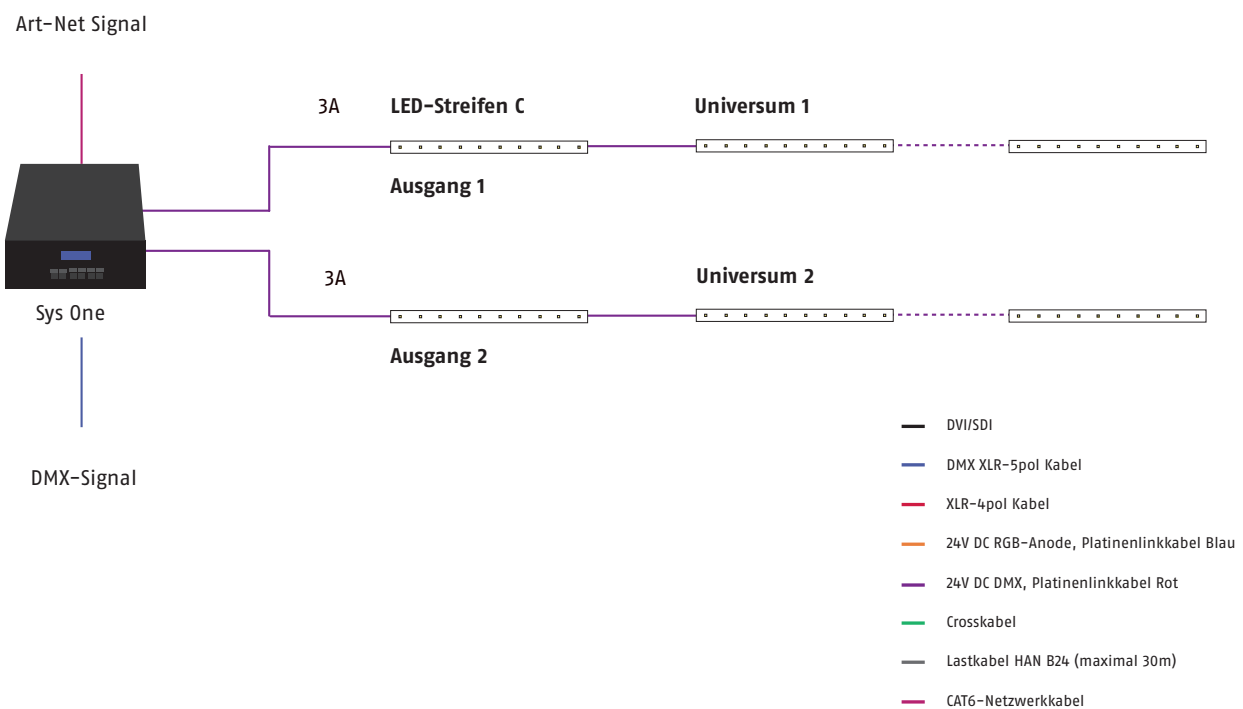 Art-Net Signal
3A
LED-Streifen C
Universum 1
Ausgang 1
3A
Universum 2
Sys One
Ausgang 2
DMX-Signal
DVI/SDI
DMX XLR-5pol Kabel
XLR-4pol Kabel
24V DC RGB-Anode, Platinenlinkkabel Blau
24V DC DMX, Platinenlinkkabel Rot
Crosskabel
Lastkabel HAN B24 (maximal 30m)
CAT6-Netzwerkkabel